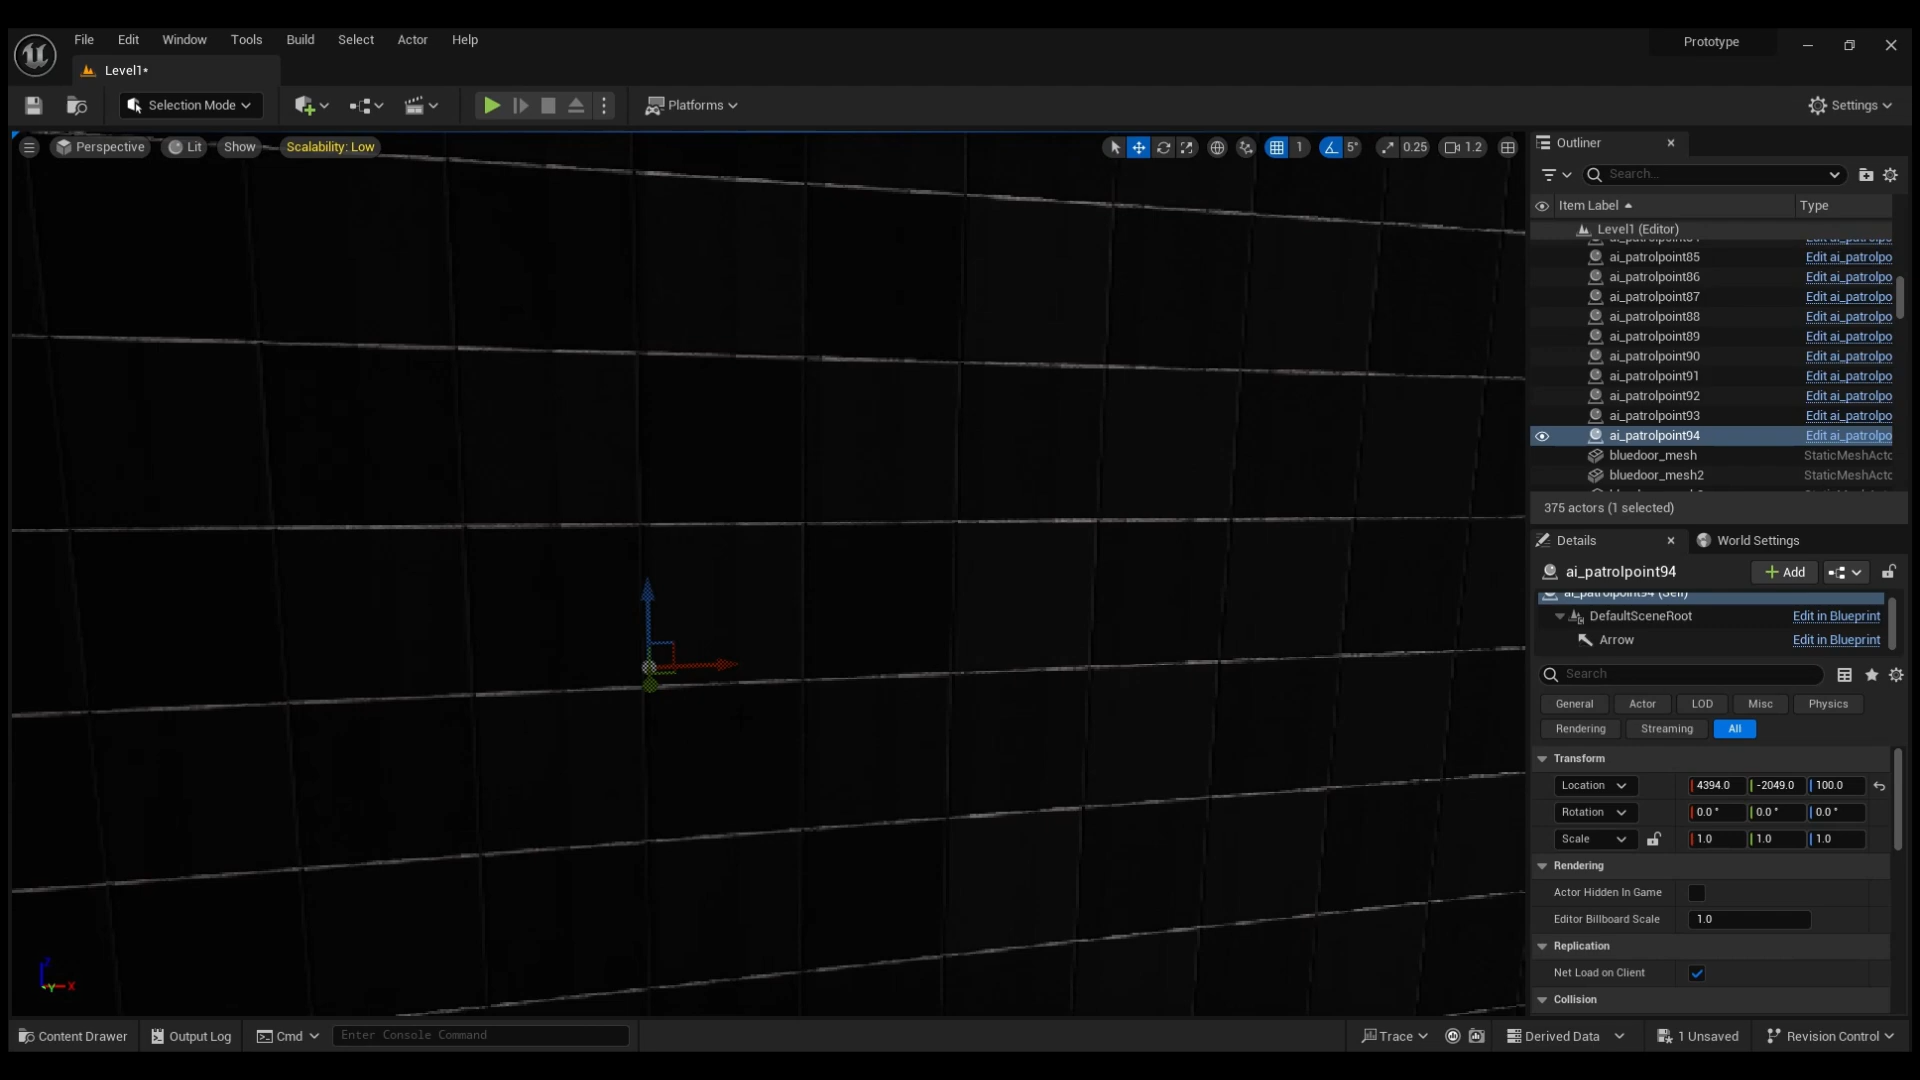 File Edit Window Tools Build Select Actor Help
Prototype
Level1*
Selection Mode
Platforms
Settings
Perspective Lit Show Scalability: Low
1 5° 0.25 1.2
Outliner
Search...
Item Label Type
Level1 (Editor)
ai_patrolpoint85 Edit ai_patrolpo
ai_patrolpoint86 Edit ai_patrolpo
ai_patrolpoint87 Edit ai_patrolpo
ai_patrolpoint88 Edit ai_patrolpo
ai_patrolpoint89 Edit ai_patrolpo
ai_patrolpoint90 Edit ai_patrolpo
ai_patrolpoint91 Edit ai_patrolpo
ai_patrolpoint92 Edit ai_patrolpo
ai_patrolpoint93 Edit ai_patrolpo
ai_patrolpoint94 Edit ai_patrolpo
bluedoor_mesh StaticMeshActo
bluedoor_mesh2 StaticMeshActo
375 actors (1 selected)
Details World Settings
ai_patrolpoint94 Add
ai_patrolpoint94 (Self)
DefaultSceneRoot Edit in Blueprint
Arrow Edit in Blueprint
Search
General Actor LOD Misc Physics
Rendering Streaming All
Transform
Location 4394.0 -2049.0 100.0
Rotation 0.0° 0.0° 0.0°
Scale 1.0 1.0 1.0
Rendering
Actor Hidden In Game
Editor Billboard Scale 1.0
Replication
Net Load on Client
Collision
Z
Y X
Content Drawer Output Log Cmd Enter Console Command
Trace Derived Data 1 Unsaved Revision Control